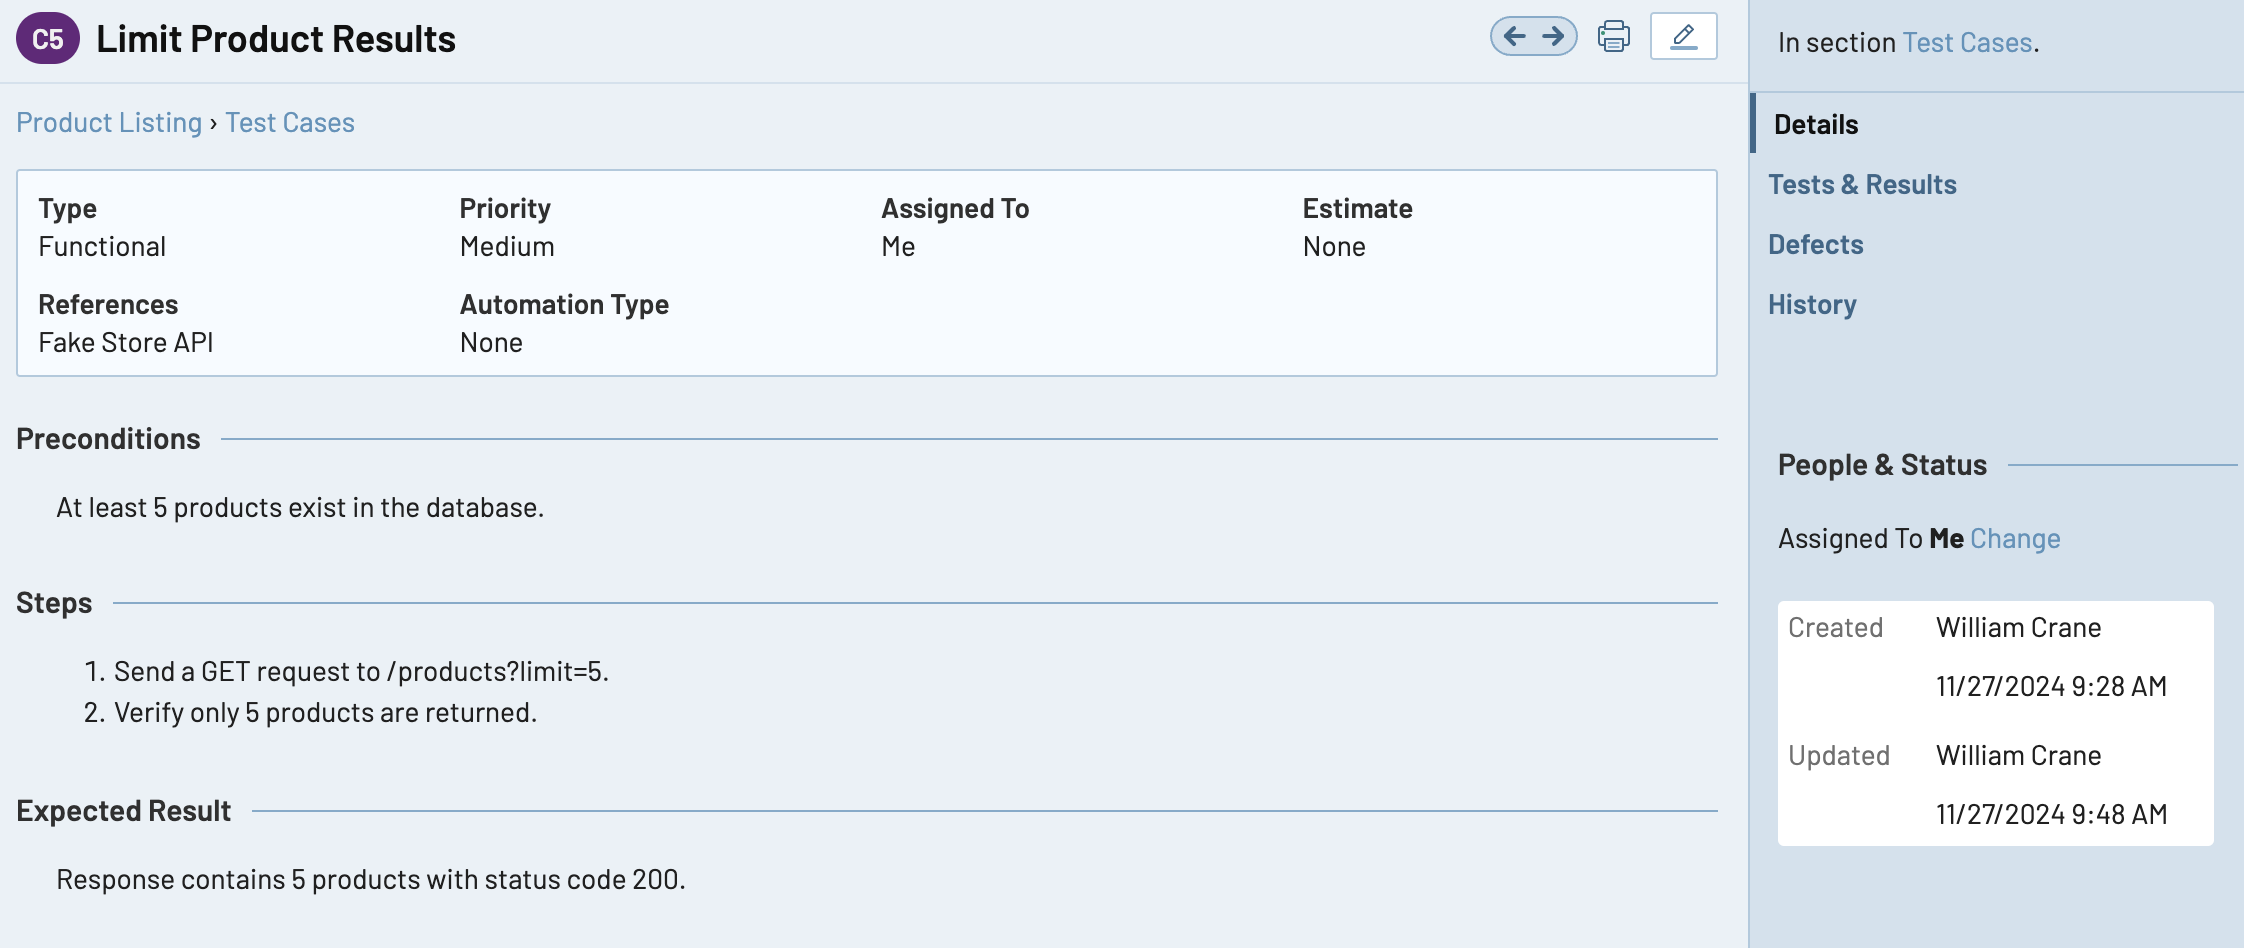 C5 Limit Product Results
Product Listing › Test Cases
Type Priority Assigned To Estimate
Functional Medium Me None
References Automation Type
Fake Store API None
Preconditions
At least 5 products exist in the database.
Steps
1. Send a GET request to /products?limit=5.
2. Verify only 5 products are returned.
Expected Result
Response contains 5 products with status code 200.
In section Test Cases.
Details
Tests & Results
Defects
History
People & Status
Assigned To Me Change
Created William Crane
11/27/2024 9:28 AM
Updated William Crane
11/27/2024 9:48 AM